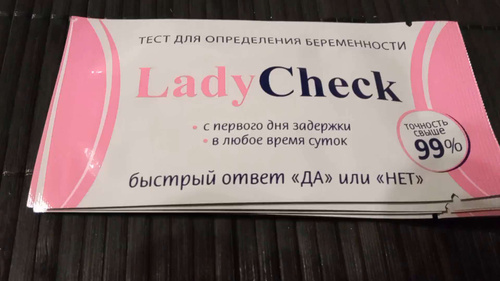 ТЕСТ ДЛЯ ОПРЕДЕЛЕНИЯ БЕРЕМЕННОСТИ
LadyCheck
• с первого дня задержки
• в любое время суток
точность
свыше
99%
быстрый ответ «ДА» или «НЕТ»